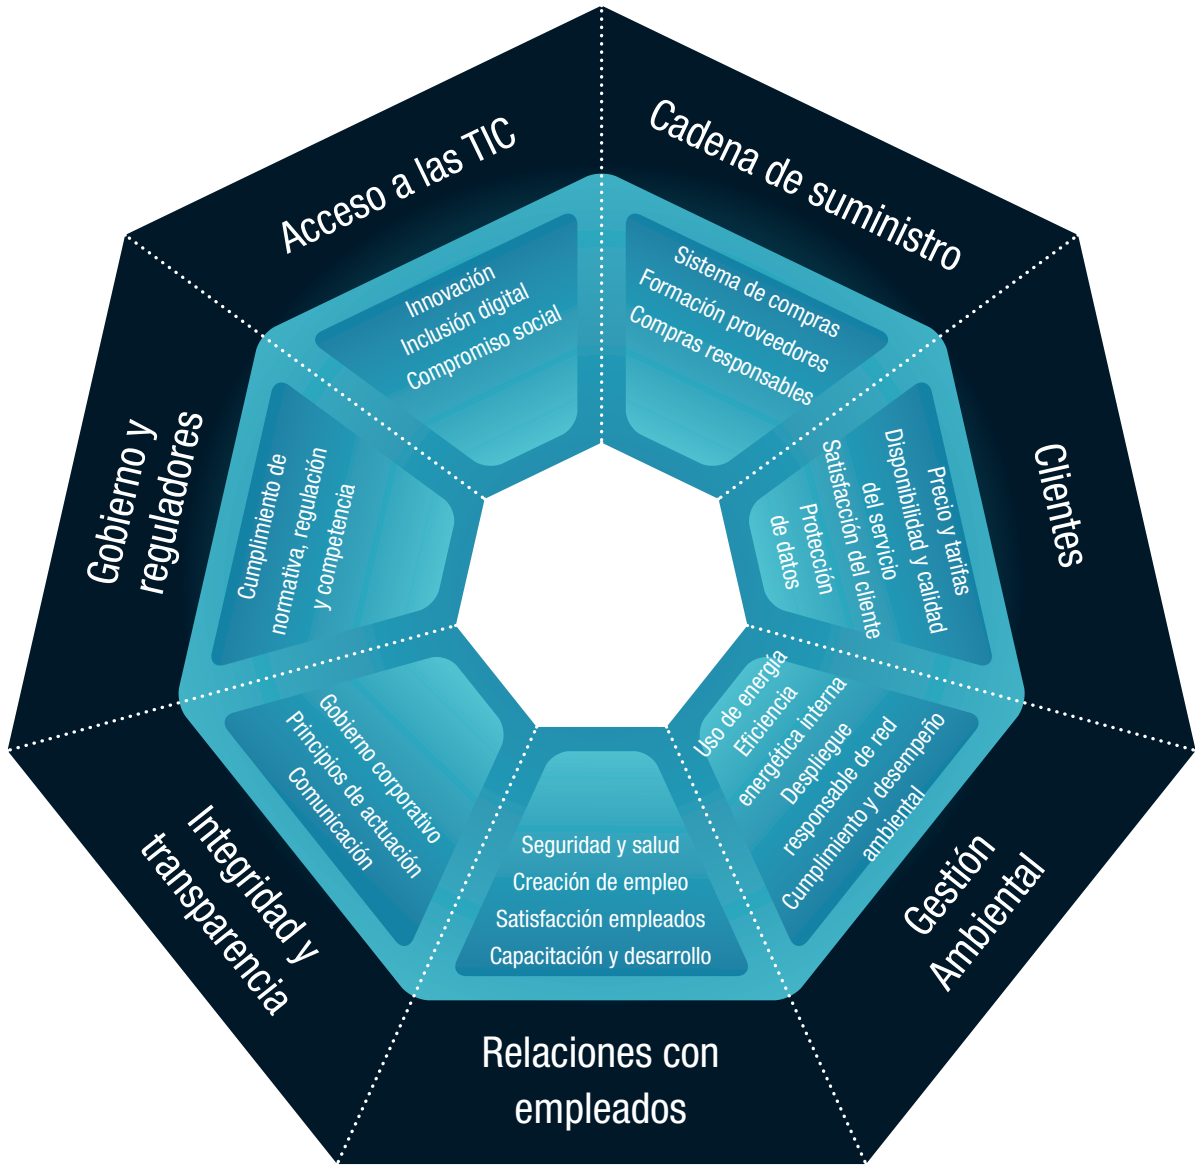 Acceso a las TIC
Innovación
Inclusión digital
Compromiso social
Cadena de suministro
Sistema de compras
Formación proveedores
Compras responsables
Clientes
Precio y tarifas
Disponibilidad y calidad
del servicio
Satisfacción del cliente
Protección
de datos
Gestión
Ambiental
Uso de energía
Eficiencia
energética interna
Despliegue
responsable de red
Cumplimiento y desempeño
ambiental
Relaciones con
empleados
Seguridad y salud
Creación de empleo
Satisfacción empleados
Capacitación y desarrollo
Integridad y
transparencia
Gobierno corporativo
Principios de actuación
Comunicación
Gobierno y
reguladores
Cumplimiento de
normativa, regulación
y competencia